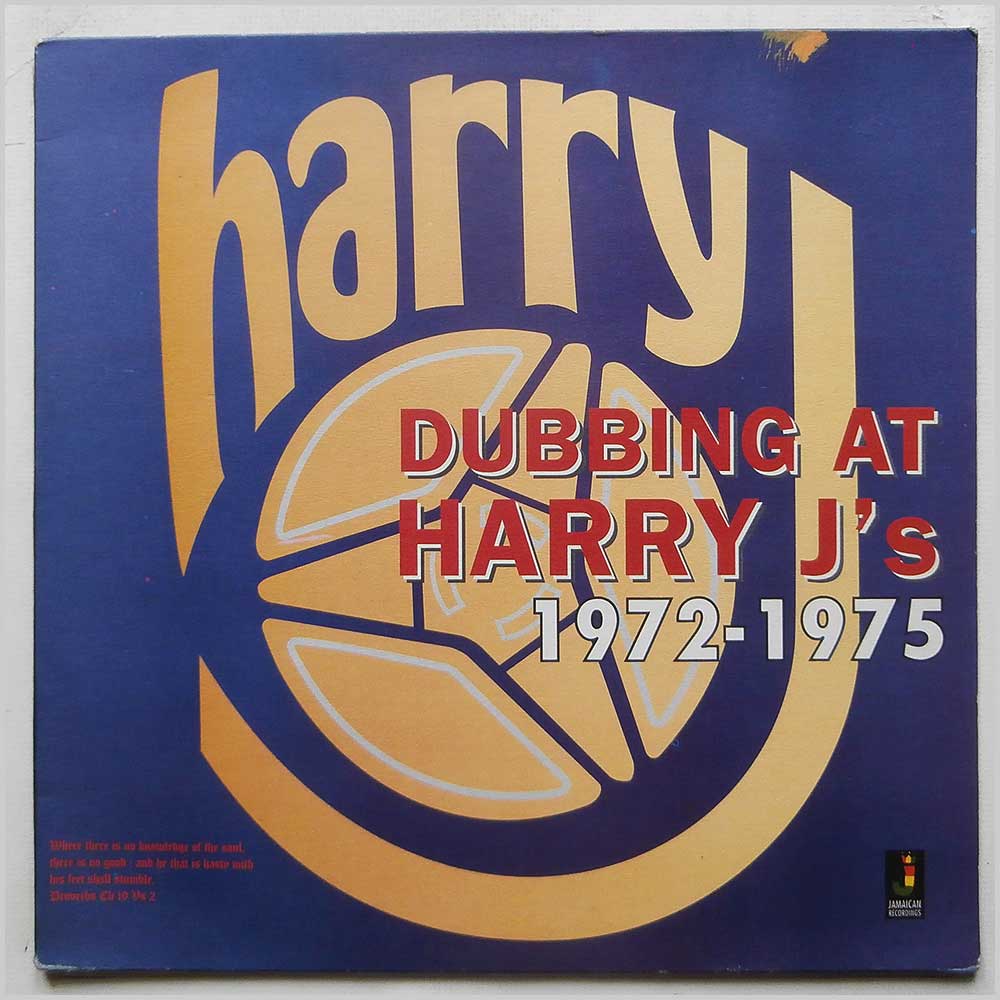 harry J
DUBBING AT
HARRY J's
1972-1975
Where there is no knowledge of the soul,
there is no good : and he that is hasty with
his feet shall stumble.
Proverbs Ch 19 Vs 2
JAMAICAN
RECORDINGS